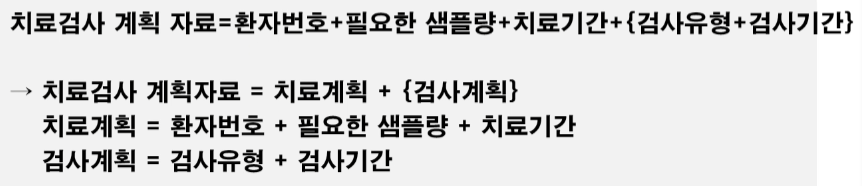 치료검사 계획 자료=환자번호+필요한 샘플량+치료기간+{검사유형+검사기간}
→ 치료검사 계획자료 = 치료계획 + {검사계획}
치료계획 = 환자번호 + 필요한 샘플량 + 치료기간
검사계획 = 검사유형 + 검사기간